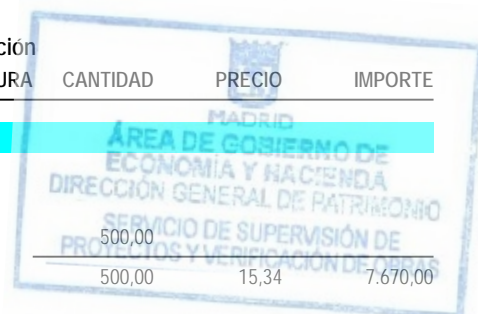 ción
URA CANTIDAD PRECIO IMPORTE
MADRID
ÁREA DE GOBIERNO DE
ECONOMÍA Y HACIENDA
DIRECCIÓN GENERAL DE PATRIMONIO
SERVICIO DE SUPERVISIÓN DE
500,00
PROYECTOS Y VERIFICACIÓN DE OBRAS
500,00 15,34 7.670,00